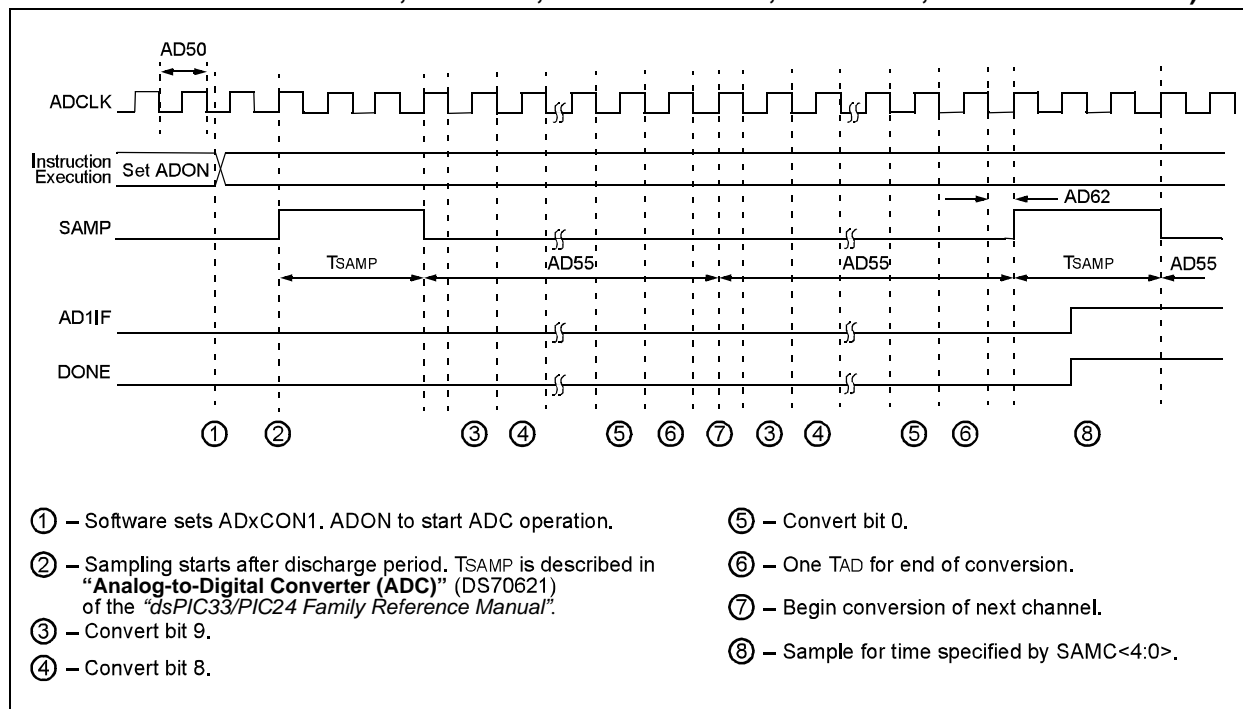 AD50
ADCLK
Instruction
Execution
Set ADON
AD62
SAMP
TSAMP
AD55
AD55
TSAMP
AD55
AD1IF
DONE
1 2 3 4 5 6 7 3 4 5 6 8
1 – Software sets ADxCON1. ADON to start ADC operation.
2 – Sampling starts after discharge period. TSAMP is described in
“Analog-to-Digital Converter (ADC)” (DS70621)
of the “dsPIC33/PIC24 Family Reference Manual”.
3 – Convert bit 9.
4 – Convert bit 8.
5 – Convert bit 0.
6 – One TAD for end of conversion.
7 – Begin conversion of next channel.
8 – Sample for time specified by SAMC<4:0>.